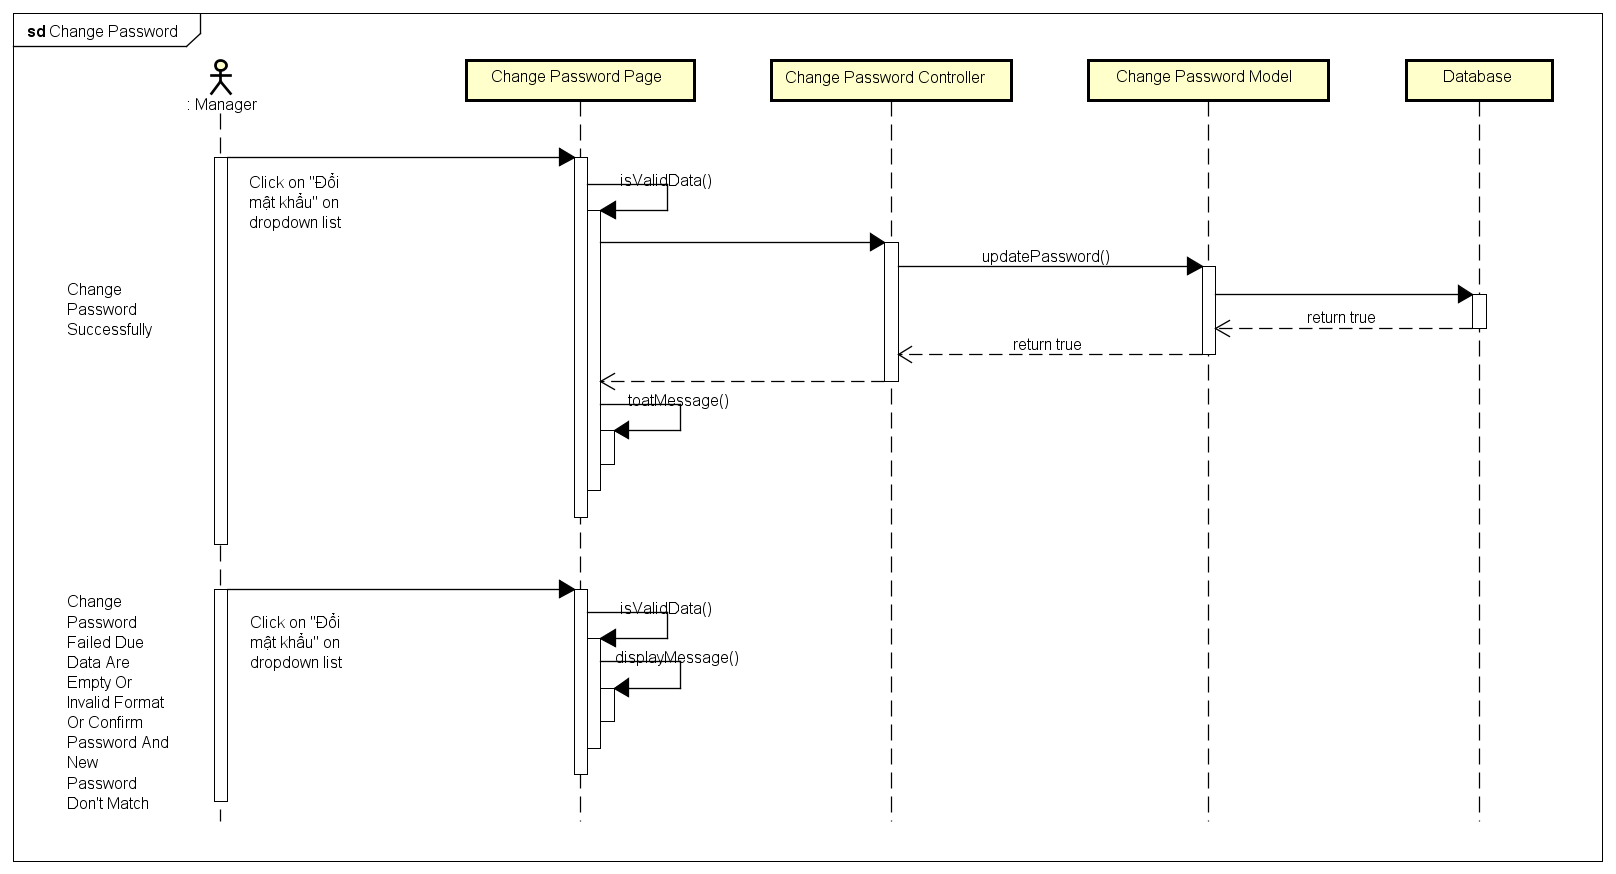 sd Change Password
: Manager
Change Password Page
Change Password Controller
Change Password Model
Database
Click on "Đổi
mật khẩu" on
dropdown list
isValidData()
updatePassword()
Change
Password
Successfully
return true
return true
toatMessage()
Change
Password
Failed Due
Data Are
Empty Or
Invalid Format
Or Confirm
Password And
New
Password
Don't Match
Click on "Đổi
mật khẩu" on
dropdown list
isValidData()
displayMessage()